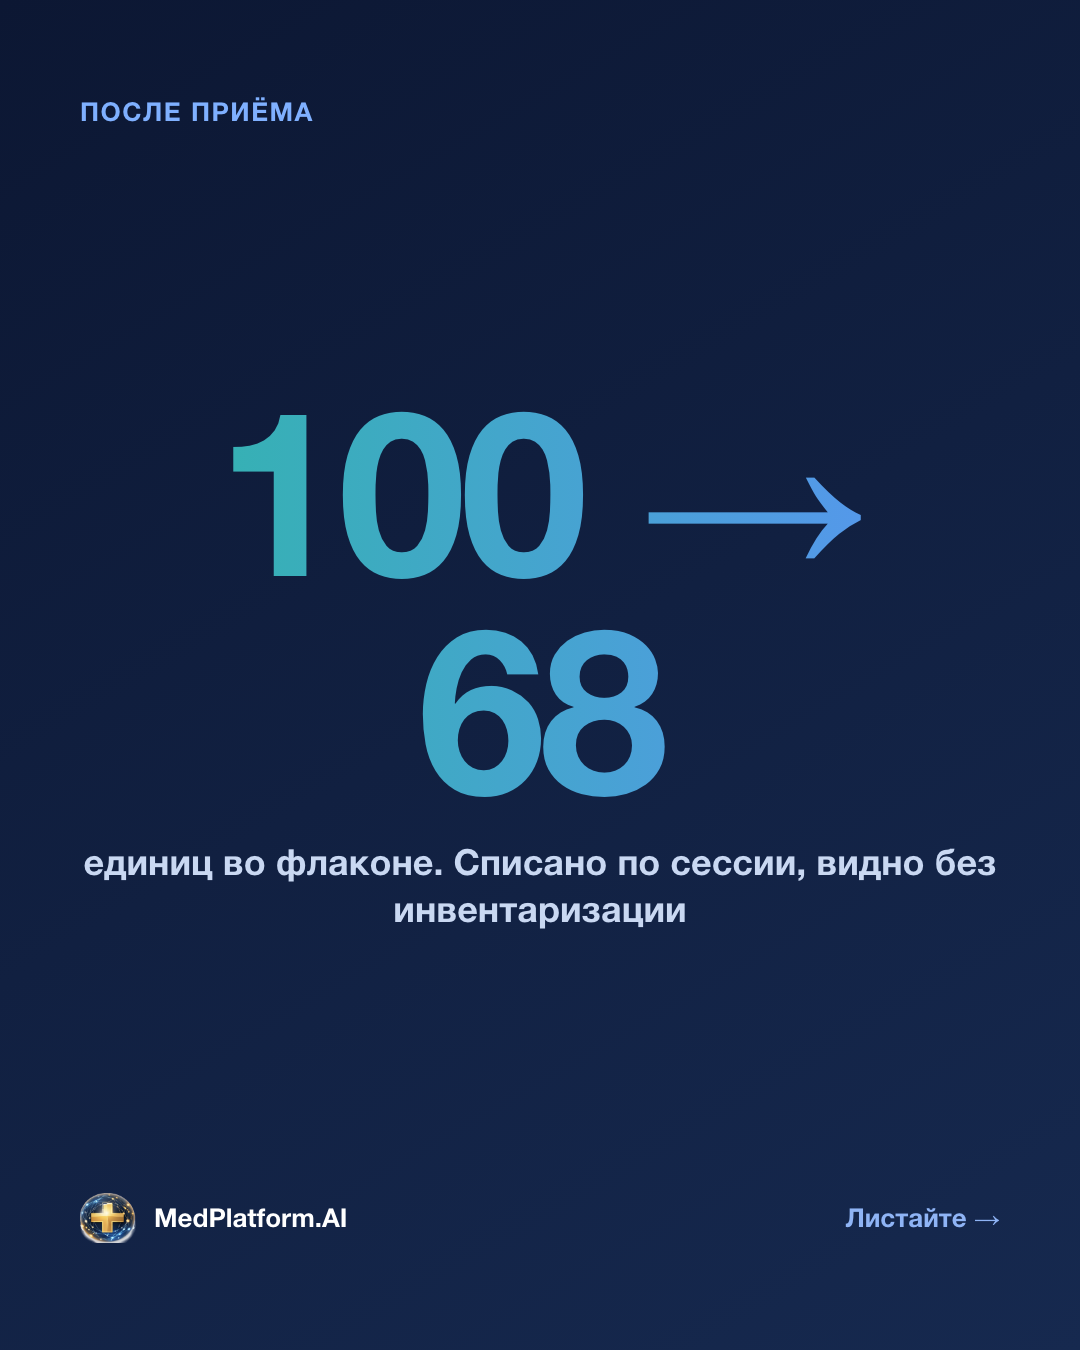 ПОСЛЕ ПРИЁМА
100 →
68
единиц во флаконе. Списано по сессии, видно без
инвентаризации
MedPlatform.AI
Листайте →